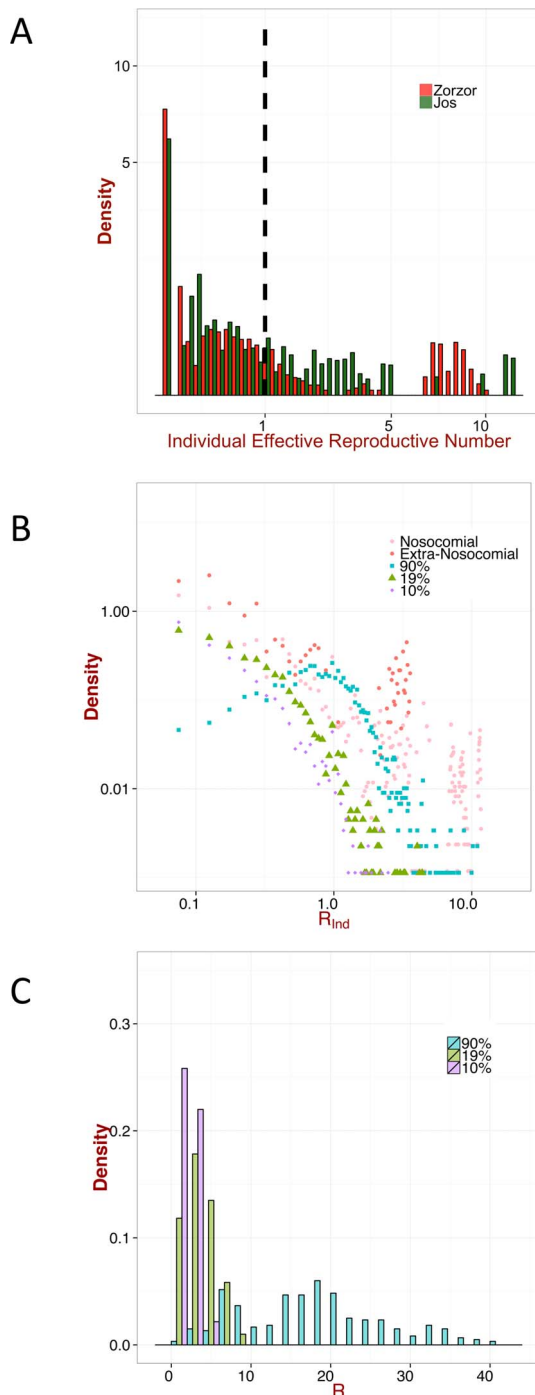 A
10
5
Density
Zorzor
Jos
1
5
10
Individual Effective Reproductive Number
B
1.00
0.01
Density
Nosocomial
Extra-Nosocomial
90%
19%
10%
0.1
1.0
10.0
RInd
C
0.3
0.2
0.1
0.0
Density
90%
19%
10%
0
10
20
30
40
R